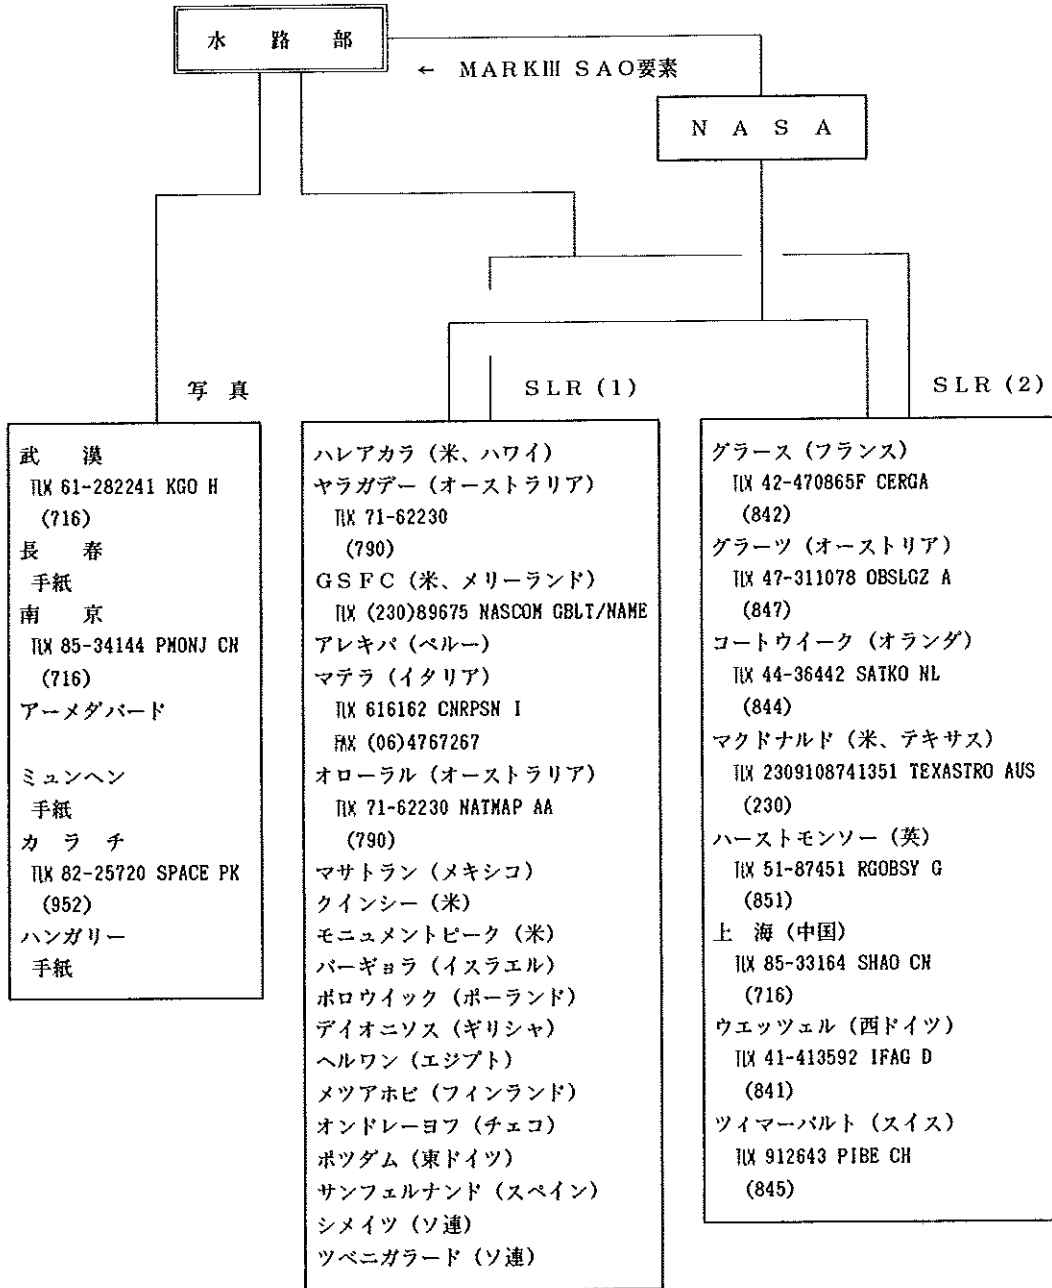 水 路 部
← MARKⅢ SAO要素
N A S A
写 真
武 漢
TLX 61-282241 KGO H
(716)
長 春
手紙
南 京
TLX 85-34144 PMONJ CN
(716)
アーメダバード
ミュンヘン
手紙
カ ラ チ
TLX 82-25720 SPACE PK
(952)
ハンガリー
手紙
SLR (1)
ハレアカラ (米、ハワイ)
ヤラガデー (オーストラリア)
TLX 71-62230
(790)
GSFC (米、メリーランド)
TLX (230)89675 NASCOM GBLT/NAME
アレキパ (ペルー)
マテラ (イタリア)
TLX 616162 CNRPSN I
FAX (06)4767267
オローラル (オーストラリア)
TLX 71-62230 NATMAP AA
(790)
マサトラン (メキシコ)
クインシー (米)
モニュメントピーク (米)
バーギョラ (イスラエル)
ボロウイック (ポーランド)
デイオニソス (ギリシャ)
ヘルワン (エジプト)
メツアホビ (フィンランド)
オンドレーヨフ (チェコ)
ポツダム (東ドイツ)
サンフェルナンド (スペイン)
シメイツ (ソ連)
ツベニガラード (ソ連)
SLR (2)
グラース (フランス)
TLX 42-470865F CERGA
(842)
グラーツ (オーストリア)
TLX 47-311078 OBSLGZ A
(847)
コートウイーク (オランダ)
TLX 44-36442 SATKO NL
(844)
マクドナルド (米、テキサス)
TLX 2309108741351 TEXASTRO AUS
(230)
ハーストモンソー (英)
TLX 51-87451 RGOBSY G
(851)
上 海 (中国)
TLX 85-33164 SHAO CN
(716)
ウエッツェル (西ドイツ)
TLX 41-413592 IFAG D
(841)
ツィマーバルト (スイス)
TLX 912643 PIBE CH
(845)